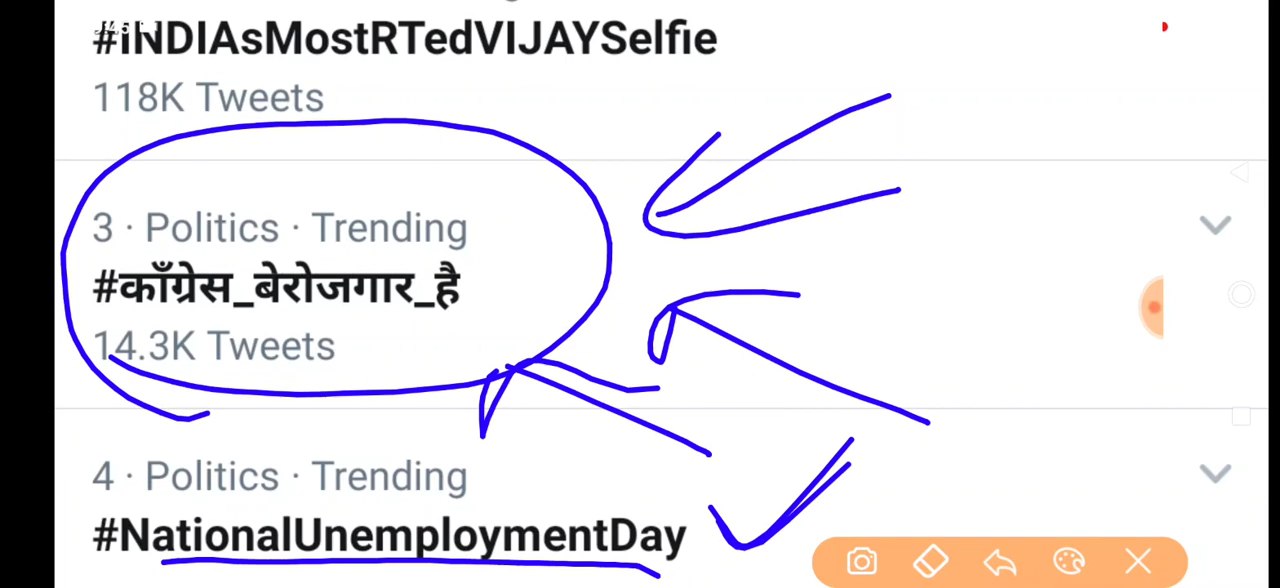 #INDIAsMostRTedVIJAYSelfie
118K Tweets
3 · Politics · Trending
#काँग्रेस_बेरोजगार_है
14.3K Tweets
4 · Politics · Trending
#NationalUnemploymentDay